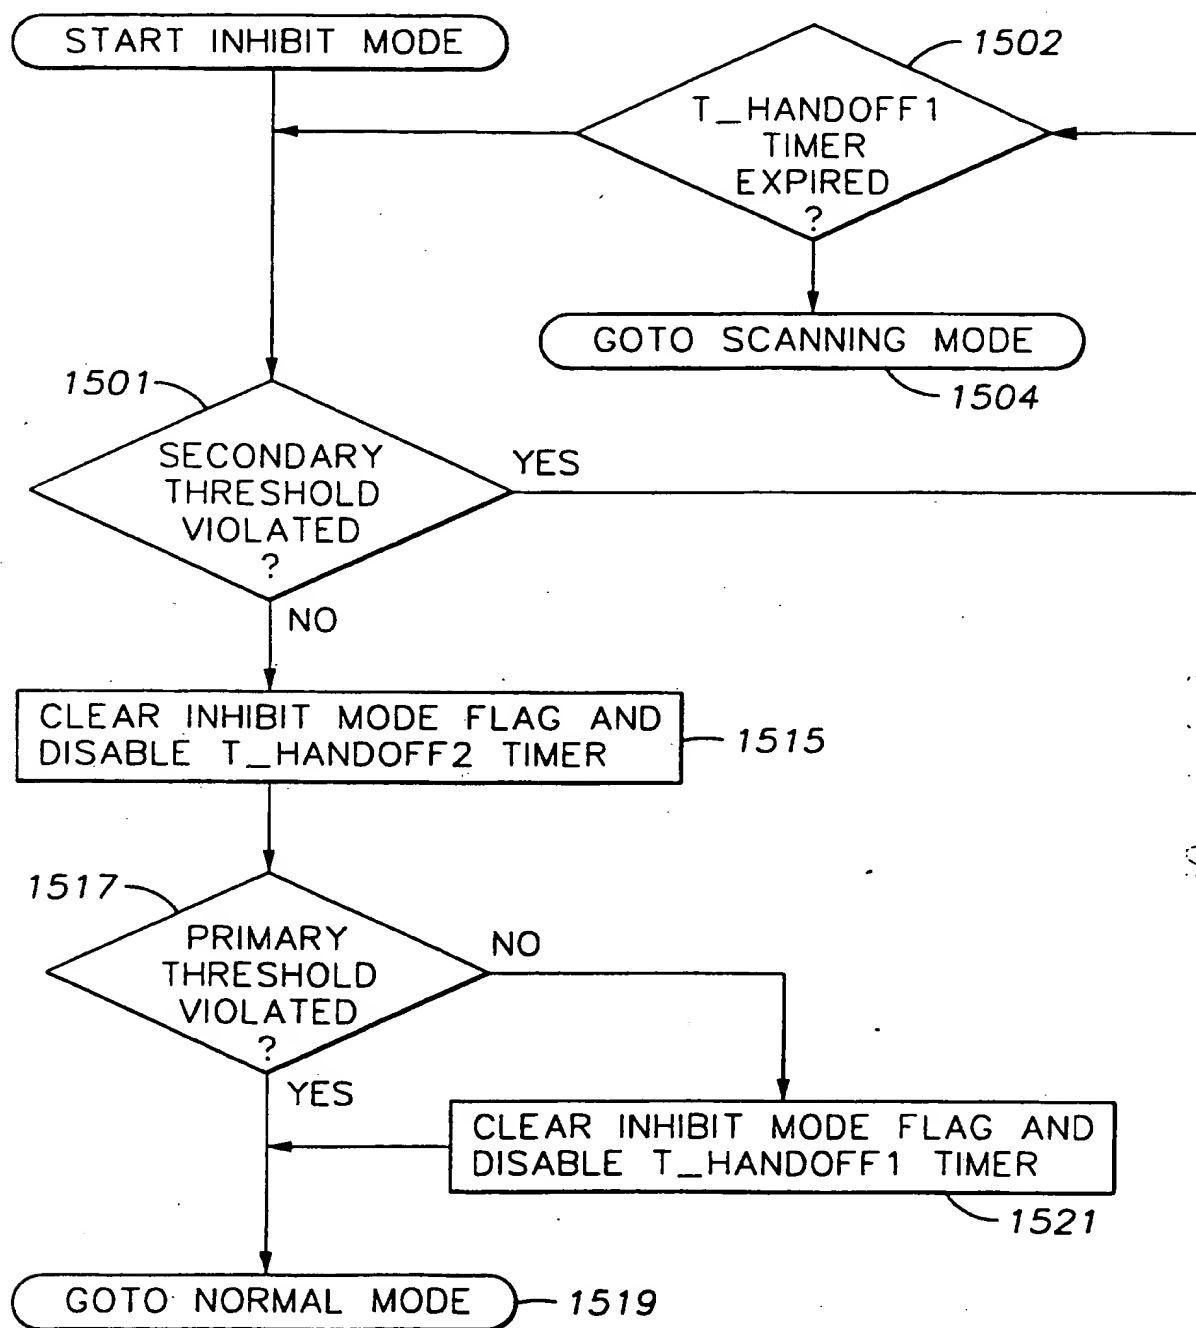 START INHIBIT MODE
1502
T_HANDOFF1
TIMER
EXPIRED
?
GOTO SCANNING MODE
1504
1501
SECONDARY
THRESHOLD
VIOLATED
?
YES
NO
CLEAR INHIBIT MODE FLAG AND
DISABLE T_HANDOFF2 TIMER
1515
1517
PRIMARY
THRESHOLD
VIOLATED
?
NO
YES
CLEAR INHIBIT MODE FLAG AND
DISABLE T_HANDOFF1 TIMER
1521
GOTO NORMAL MODE
1519